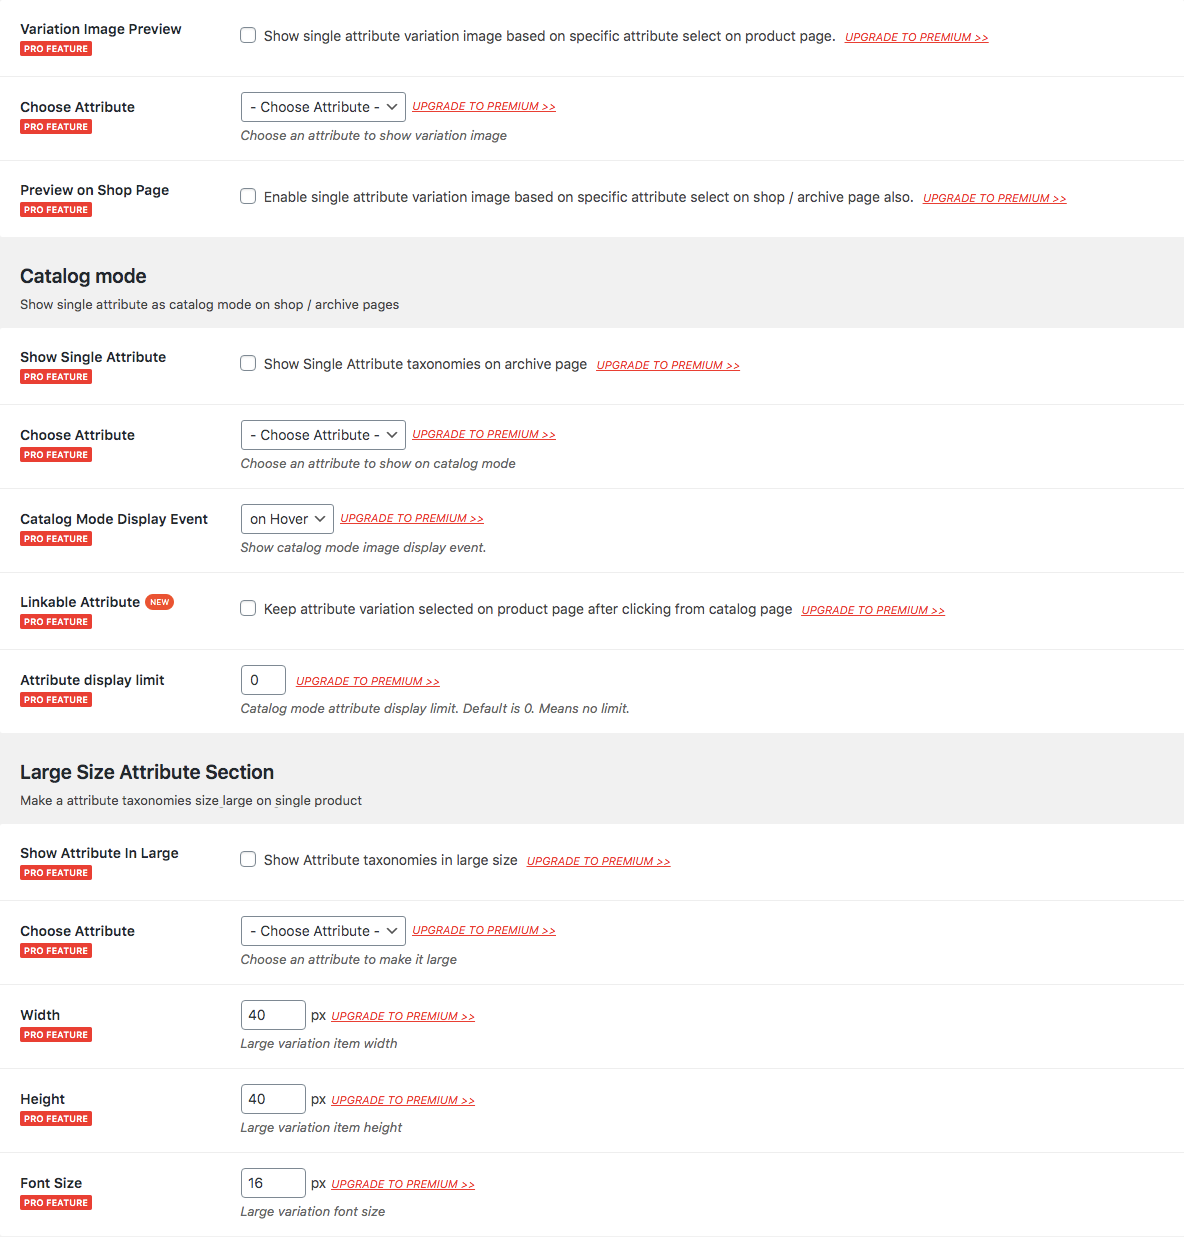 Variation Image Preview
PRO FEATURE
Show single attribute variation image based on specific attribute select on product page. UPGRADE TO PREMIUM >>
Choose Attribute
PRO FEATURE
- Choose Attribute - UPGRADE TO PREMIUM >>
Choose an attribute to show variation image
Preview on Shop Page
PRO FEATURE
Enable single attribute variation image based on specific attribute select on shop / archive page also. UPGRADE TO PREMIUM >>
Catalog mode
Show single attribute as catalog mode on shop / archive pages
Show Single Attribute
PRO FEATURE
Show Single Attribute taxonomies on archive page UPGRADE TO PREMIUM >>
Choose Attribute
PRO FEATURE
- Choose Attribute - UPGRADE TO PREMIUM >>
Choose an attribute to show on catalog mode
Catalog Mode Display Event
PRO FEATURE
on Hover UPGRADE TO PREMIUM >>
Show catalog mode image display event.
Linkable Attribute NEW
PRO FEATURE
Keep attribute variation selected on product page after clicking from catalog page UPGRADE TO PREMIUM >>
Attribute display limit
PRO FEATURE
0 UPGRADE TO PREMIUM >>
Catalog mode attribute display limit. Default is 0. Means no limit.
Large Size Attribute Section
Make a attribute taxonomies size large on single product
Show Attribute In Large
PRO FEATURE
Show Attribute taxonomies in large size UPGRADE TO PREMIUM >>
Choose Attribute
PRO FEATURE
- Choose Attribute - UPGRADE TO PREMIUM >>
Choose an attribute to make it large
Width
PRO FEATURE
40 px UPGRADE TO PREMIUM >>
Large variation item width
Height
PRO FEATURE
40 px UPGRADE TO PREMIUM >>
Large variation item height
Font Size
PRO FEATURE
16 px UPGRADE TO PREMIUM >>
Large variation font size